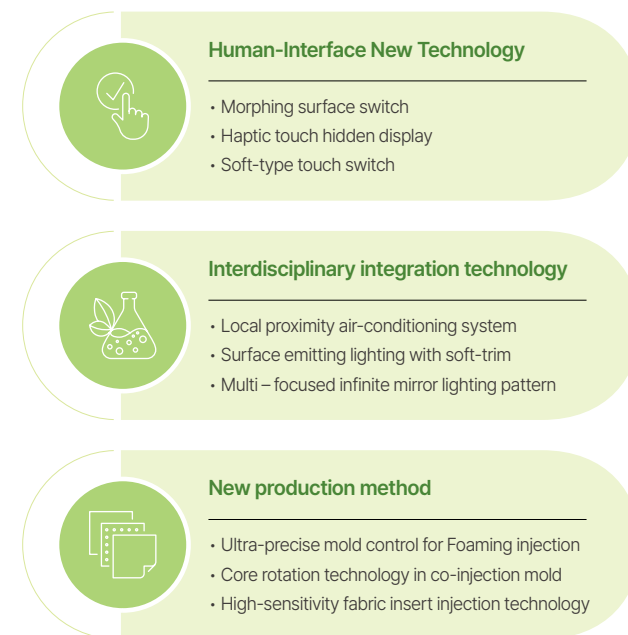 Human-Interface New Technology
• Morphing surface switch
• Haptic touch hidden display
• Soft-type touch switch
Interdisciplinary integration technology
• Local proximity air-conditioning system
• Surface emitting lighting with soft-trim
• Multi – focused infinite mirror lighting pattern
New production method
• Ultra-precise mold control for Foaming injection
• Core rotation technology in co-injection mold
• High-sensitivity fabric insert injection technology